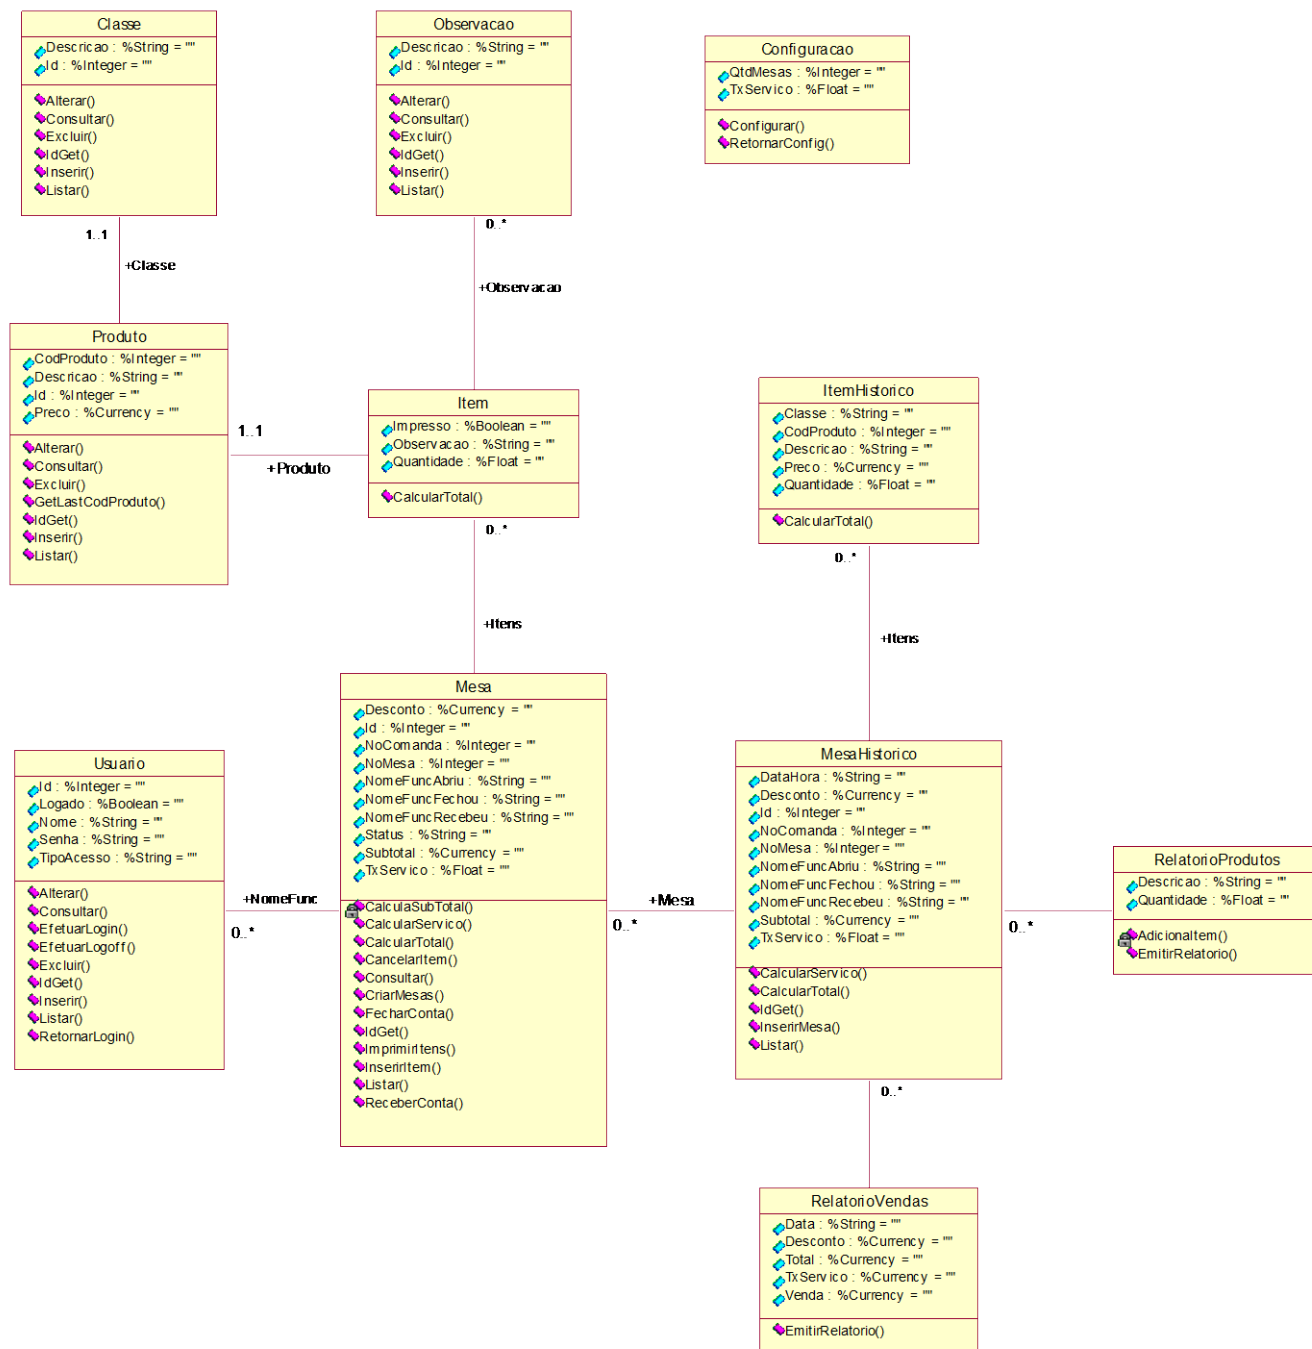 Classe
Descricao : %String = ""
Id : %Integer = ""
Alterar()
Consultar()
Excluir()
IdGet()
Inserir()
Listar()
Observacao
Descricao : %String = ""
Id : %Integer = ""
Alterar()
Consultar()
Excluir()
IdGet()
Inserir()
Listar()
Configuracao
QtdMesas : %Integer = ""
TxServico : %Float = ""
Configurar()
RetornarConfig()
1..1
+Classe
0..*
+Observacao
Produto
CodProduto : %Integer = ""
Descricao : %String = ""
Id : %Integer = ""
Preco : %Currency = ""
Alterar()
Consultar()
Excluir()
GetLastCodProduto()
IdGet()
Inserir()
Listar()
1..1
+Produto
Item
Impresso : %Boolean = ""
Observacao : %String = ""
Quantidade : %Float = ""
CalcularTotal()
0..*
+Itens
ItemHistorico
Classe : %String = ""
CodProduto : %Integer = ""
Descricao : %String = ""
Preco : %Currency = ""
Quantidade : %Float = ""
CalcularTotal()
0..*
+Itens
Usuario
Id : %Integer = ""
Logado : %Boolean = ""
Nome : %String = ""
Senha : %String = ""
TipoAcesso : %String = ""
Alterar()
Consultar()
EfetuarLogin()
EfetuarLogoff()
Excluir()
IdGet()
Inserir()
Listar()
RetornarLogin()
+NomeFunc
0..*
Mesa
Desconto : %Currency = ""
Id : %Integer = ""
NoComanda : %Integer = ""
NoMesa : %Integer = ""
NomeFuncAbriu : %String = ""
NomeFuncFechou : %String = ""
NomeFuncRecebeu : %String = ""
Status : %String = ""
Subtotal : %Currency = ""
TxServico : %Float = ""
CalculaSubTotal()
CalcularServico()
CalcularTotal()
CancelarItem()
Consultar()
CriarMesas()
FecharConta()
IdGet()
ImprimirItens()
InserirItem()
Listar()
ReceberConta()
+Mesa
0..*
MesaHistorico
DataHora : %String = ""
Desconto : %Currency = ""
Id : %Integer = ""
NoComanda : %Integer = ""
NoMesa : %Integer = ""
NomeFuncAbriu : %String = ""
NomeFuncFechou : %String = ""
NomeFuncRecebeu : %String = ""
Subtotal : %Currency = ""
TxServico : %Float = ""
CalcularServico()
CalcularTotal()
IdGet()
InserirMesa()
Listar()
0..*
RelatorioProdutos
Descricao : %String = ""
Quantidade : %Float = ""
AdicionaItem()
EmitirRelatorio()
0..*
RelatorioVendas
Data : %String = ""
Desconto : %Currency = ""
Total : %Currency = ""
TxServico : %Currency = ""
Venda : %Currency = ""
EmitirRelatorio()